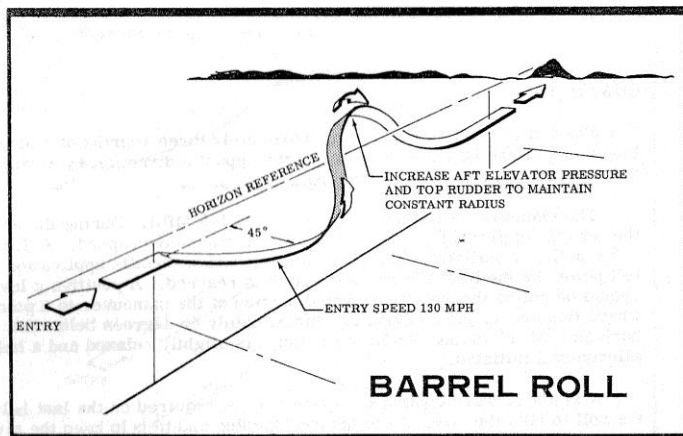 HORIZON REFERENCE
INCREASE AFT ELEVATOR PRESSURE
AND TOP RUDDER TO MAINTAIN
CONSTANT RADIUS
45°
ENTRY
ENTRY SPEED 130 MPH
BARREL ROLL